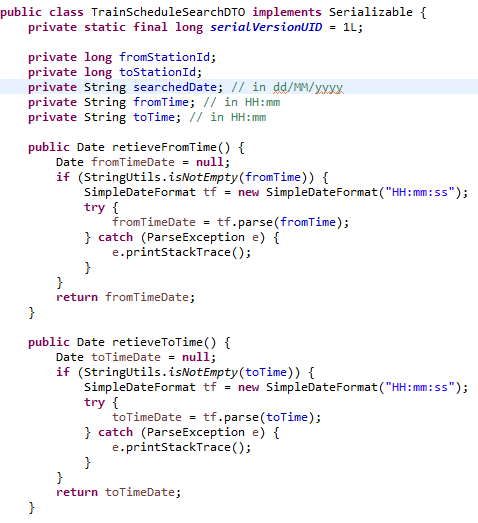 public class TrainScheduleSearchDTO implements Serializable {
    private static final long serialVersionUID = 1L;

    private long fromStationId;
    private long toStationId;
    private String searchedDate; // in dd/MM/yyyy
    private String fromTime; // in HH:mm
    private String toTime; // in HH:mm

    public Date retieveFromTime() {
        Date fromTimeDate = null;
        if (StringUtils.isNotEmpty(fromTime)) {
            SimpleDateFormat tf = new SimpleDateFormat("HH:mm:ss");
            try {
                fromTimeDate = tf.parse(fromTime);
            } catch (ParseException e) {
                e.printStackTrace();
            }
        }
        return fromTimeDate;
    }

    public Date retieveToTime() {
        Date toTimeDate = null;
        if (StringUtils.isNotEmpty(toTime)) {
            SimpleDateFormat tf = new SimpleDateFormat("HH:mm:ss");
            try {
                toTimeDate = tf.parse(toTime);
            } catch (ParseException e) {
                e.printStackTrace();
            }
        }
        return toTimeDate;
    }